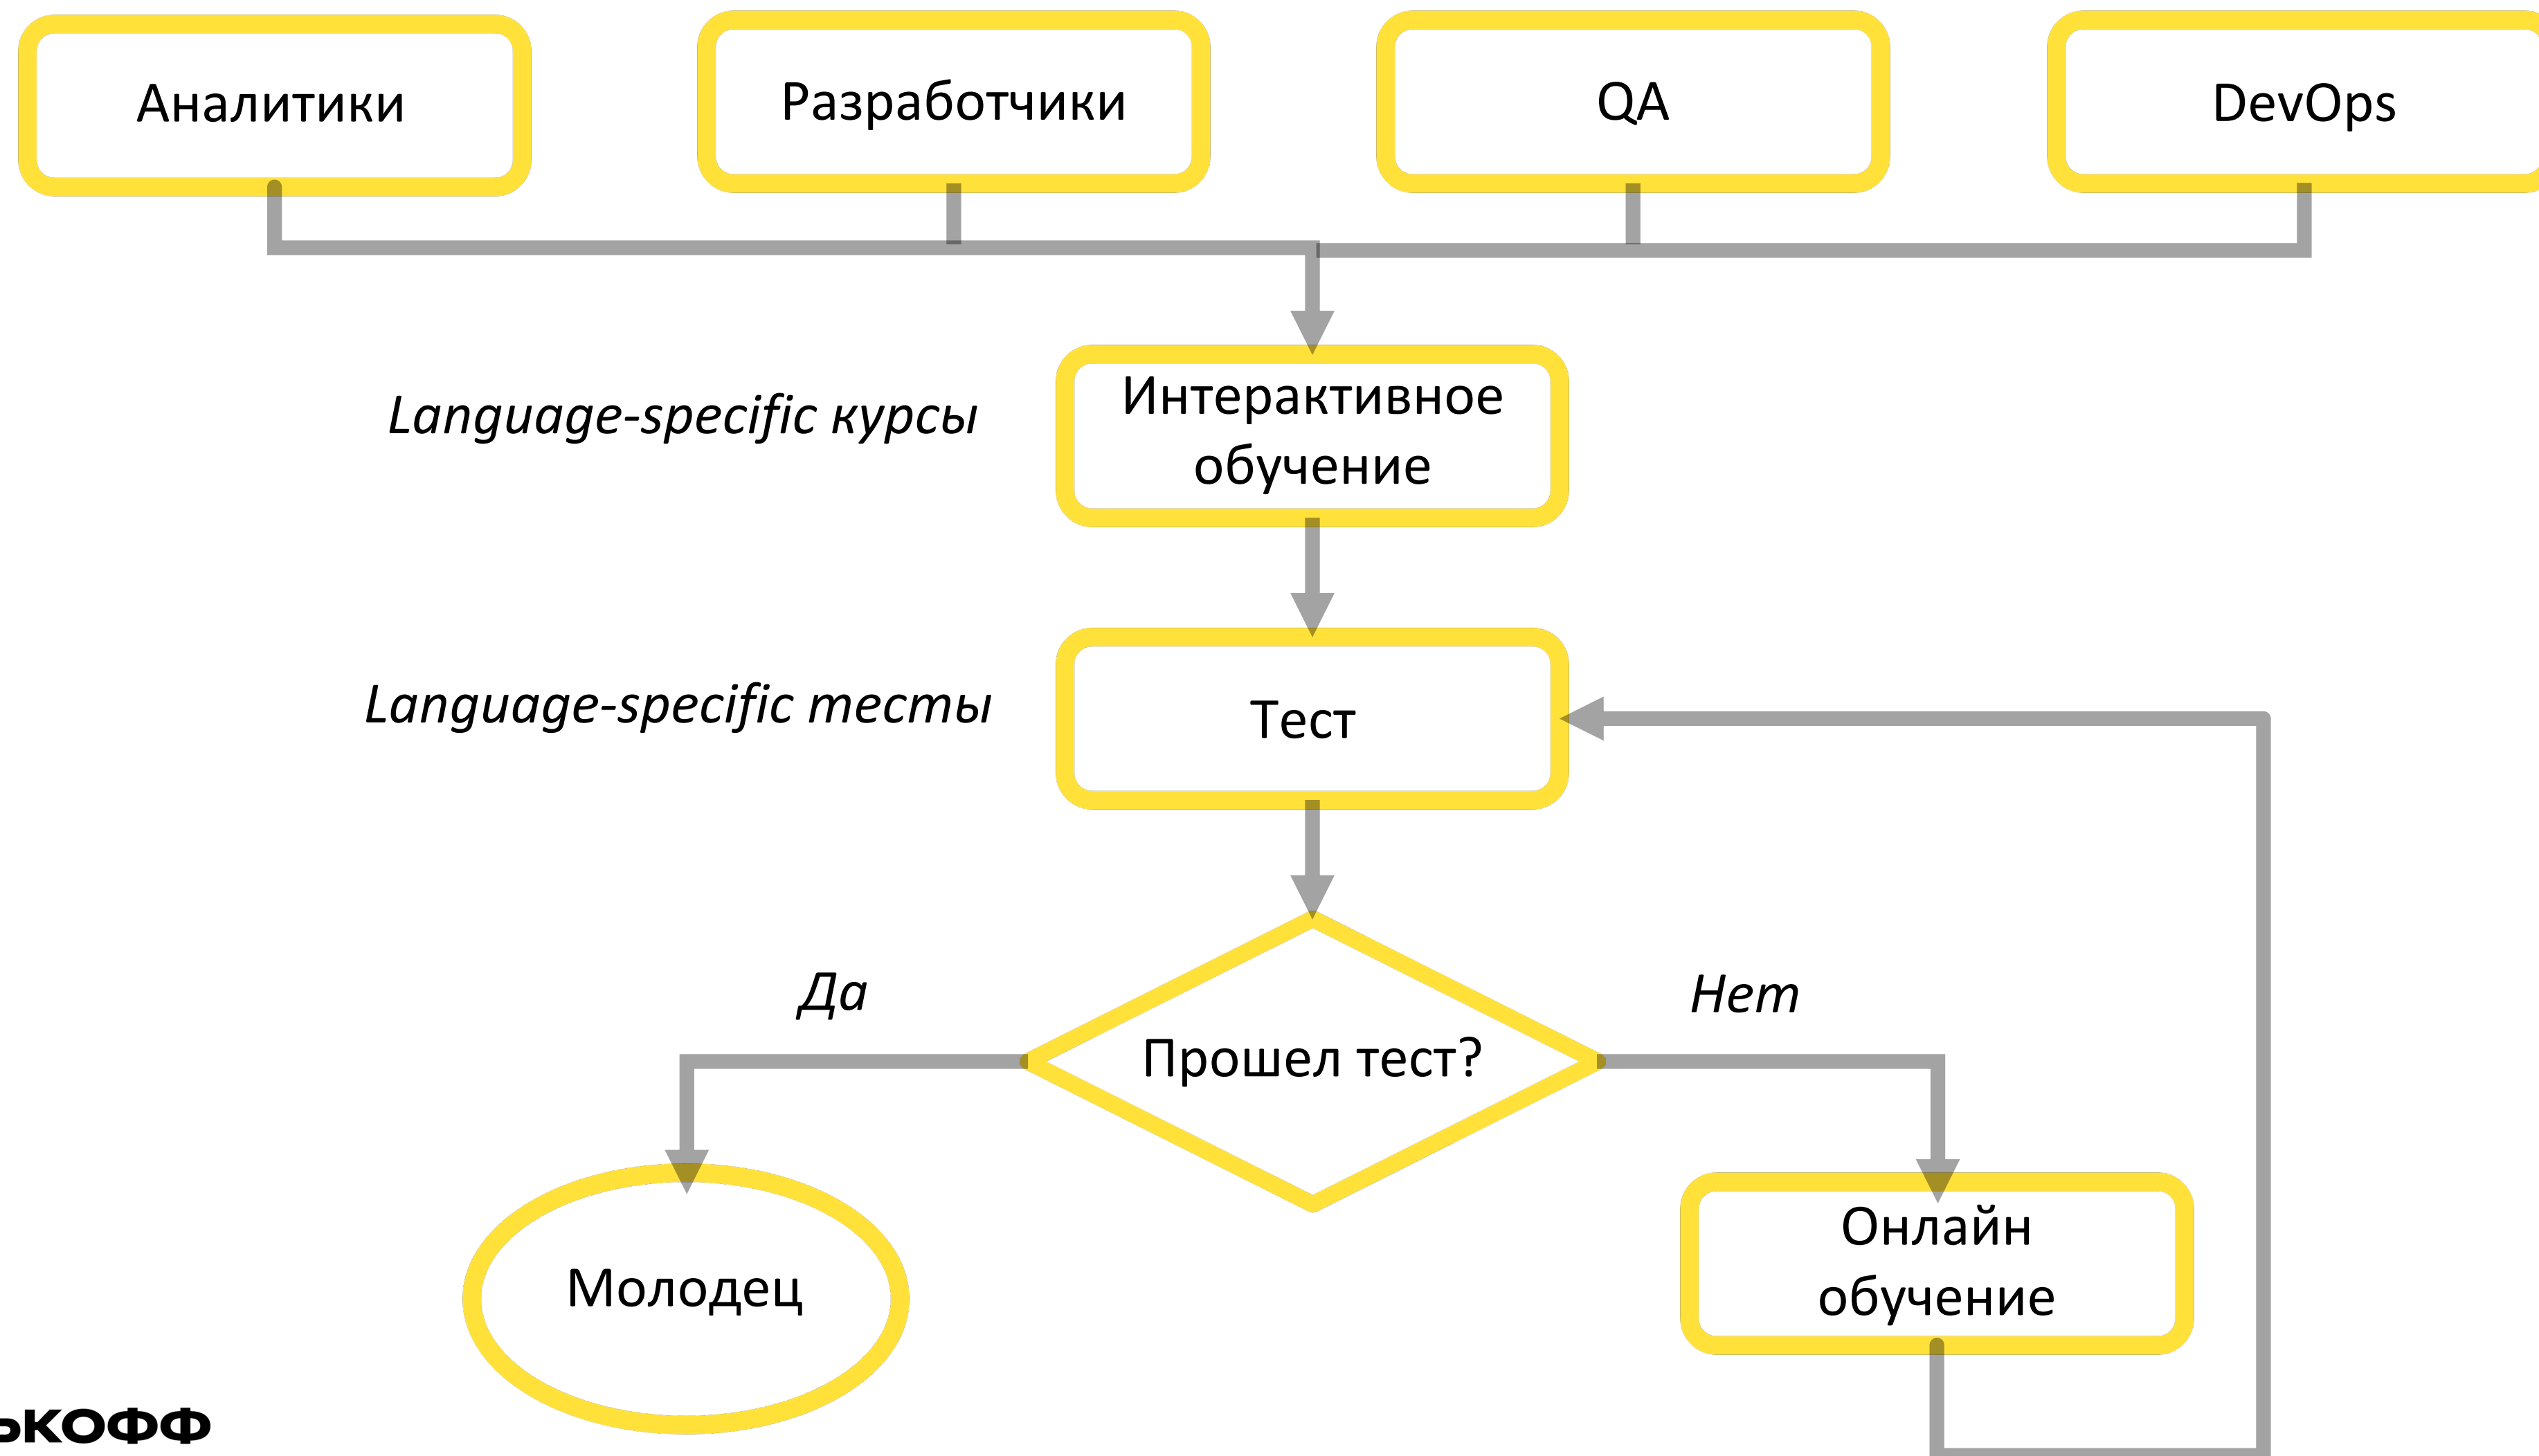 Аналитики
Разработчики
QA
DevOps
Language-specific курсы
Интерактивное
обучение
Language-specific тесты
Тест
Да
Нет
Прошел тест?
Молодец
Онлайн
обучение
ькофф